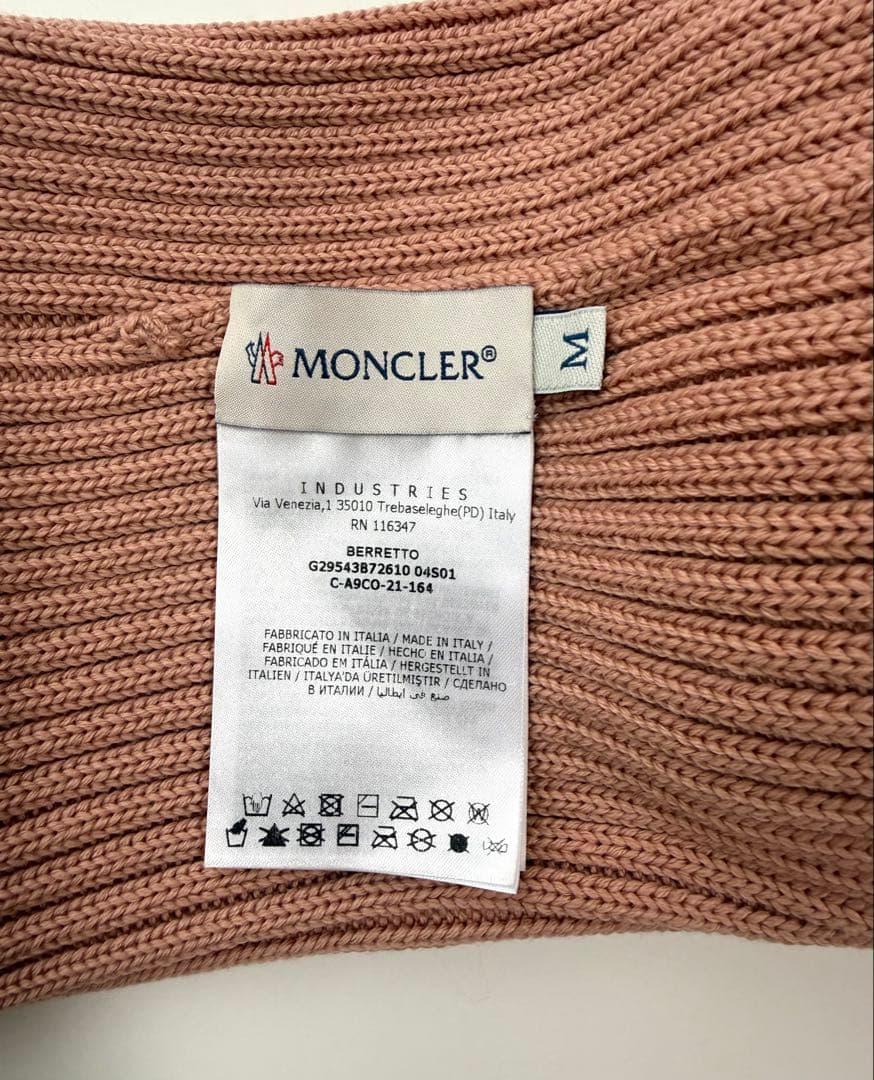 MONCLER®
M
INDUSTRIES
Via Venezia,1 35010 Trebaseleghe(PD) Italy
RN 116347
BERRETTO
G29543B72610 04S01
C-A9CO-21-164
FABBRICATO IN ITALIA / MADE IN ITALY /
FABRIQUÉ EN ITALIE / HECHO EN ITALIA /
FABRICADO EM ITÁLIA / HERGESTELLT IN
ITALIEN / ITALYA'DA ÜRETILMIŞTIR / СДЕЛАНО
В ИТАЛИИ / صنع في ايطاليا